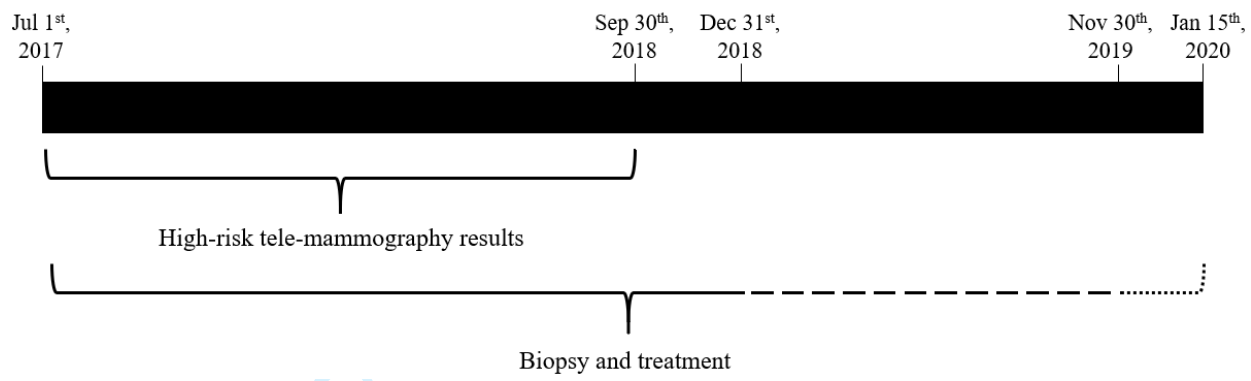 Jul 1st, Sep 30th, Dec 31st, Nov 30th, Jan 15th,
2017 2018 2018 2019 2020
High-risk tele-mammography results
Biopsy and treatment